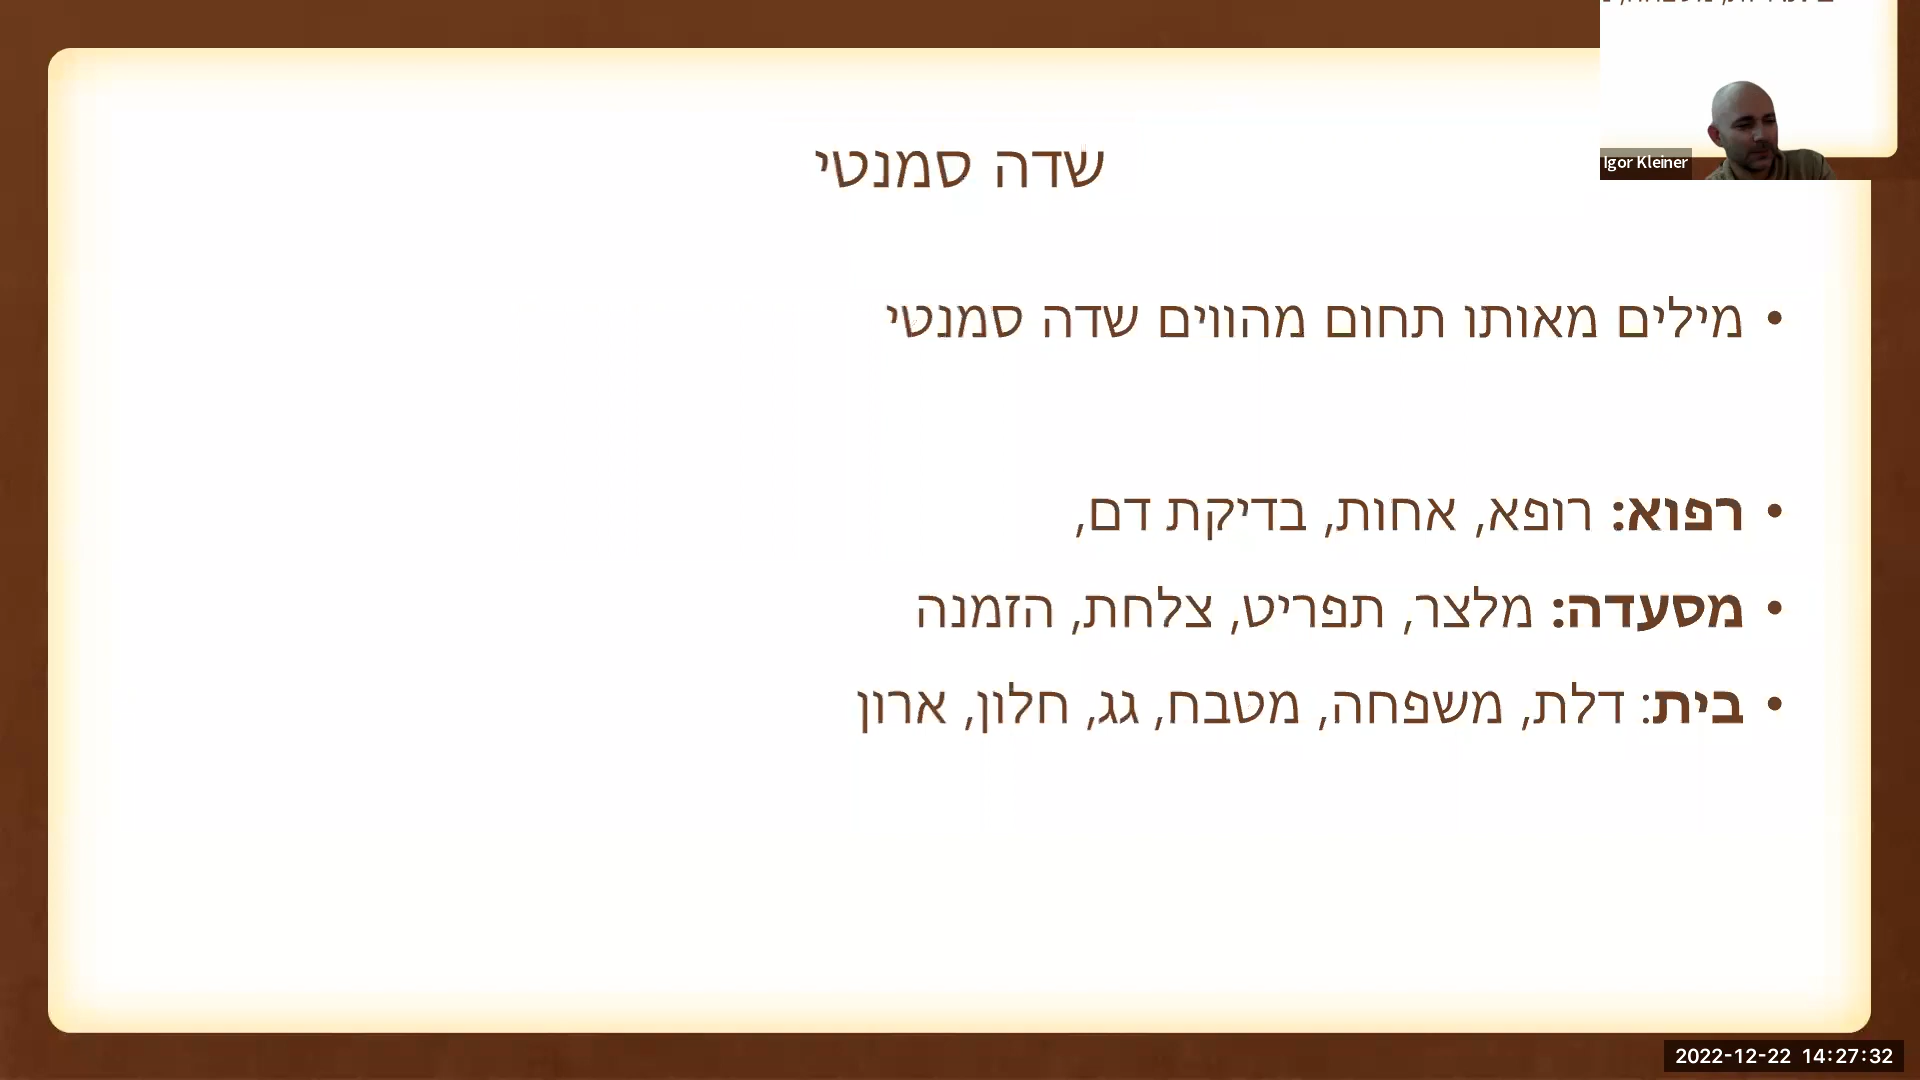 שדה סמנטי
• מילים מאותו תחום מהווים שדה סמנטי
• רפוא: רופא, אחות, בדיקת דם,
• מסעדה: מלצר, תפריט, צלחת, הזמנה
• בית: דלת, משפחה, מטבח, גג, חלון, ארון
Igor Kleiner
2022-12-22 14:27:32